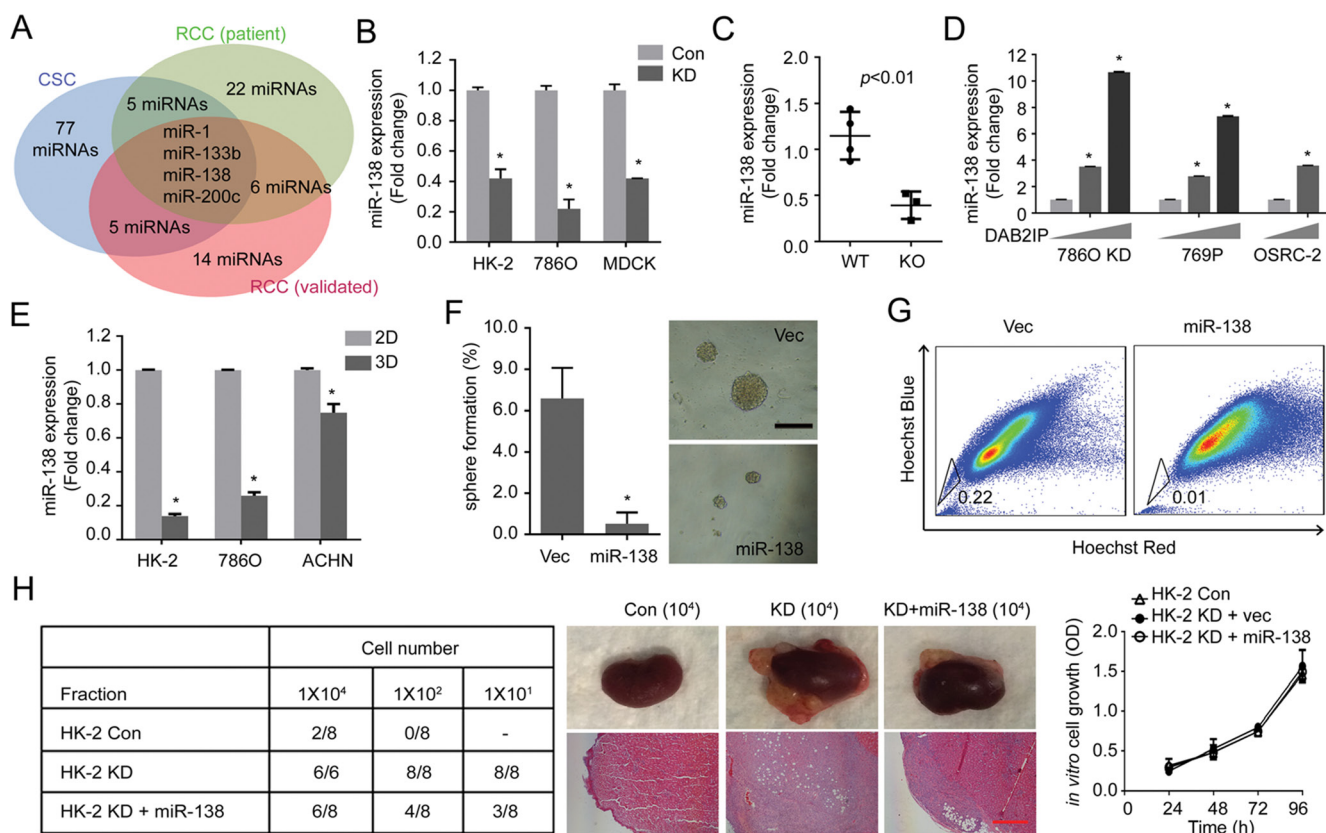 A
RCC (patient)
CSC
22 miRNAs
5 miRNAs
77
miRNAs
miR-1
miR-133b
miR-138
miR-200c
6 miRNAs
5 miRNAs
14 miRNAs
RCC (validated)
B
Con
KD
miR-138 expression
(Fold change)
1.2
1.0
0.8
0.6
0.4
0.2
0.0
*
*
*
HK-2 786O MDCK
C
miR-138 expression
(Fold change)
p<0.01
2.0
1.5
1.0
0.5
0.0
WT KO
D
miR-138 expression
(Fold change)
12
10
8
6
4
2
0
*
*
*
*
*
DAB2IP
786O KD 769P OSRC-2
E
2D
3D
miR-138 expression
(Fold change)
1.2
1.0
0.8
0.6
0.4
0.2
0.0
*
*
*
HK-2 786O ACHN
F
sphere formation (%)
10.0
8.0
6.0
4.0
2.0
0.0
*
Vec miR-138
Vec
miR-138
G
Vec miR-138
Hoechst Blue
0.22
0.01
Hoechst Red
H
Cell number
Fraction 1X10⁴ 1X10² 1X10¹
HK-2 Con 2/8 0/8 -
HK-2 KD 6/6 8/8 8/8
HK-2 KD + miR-138 6/8 4/8 3/8
Con (10⁴) KD (10⁴) KD+miR-138 (10⁴)
HK-2 Con
HK-2 KD + vec
HK-2 KD + miR-138
in vitro cell growth (OD)
2.0
1.5
1.0
0.5
0.0
0 24 48 72 96
Time (h)